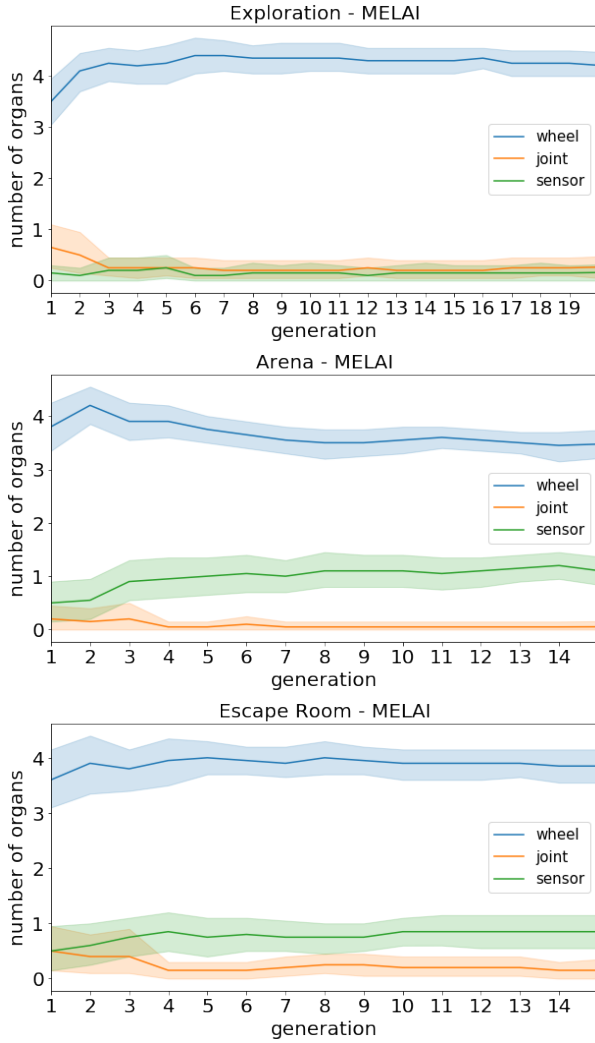 Exploration - MELAI
number of organs
4
3
2
1
0
wheel
joint
sensor
1 2 3 4 5 6 7 8 9 10 11 12 13 14 15 16 17 18 19
generation
Arena - MELAI
number of organs
4
3
2
1
0
wheel
joint
sensor
1 2 3 4 5 6 7 8 9 10 11 12 13 14
generation
Escape Room - MELAI
number of organs
4
3
2
1
0
wheel
joint
sensor
1 2 3 4 5 6 7 8 9 10 11 12 13 14
generation